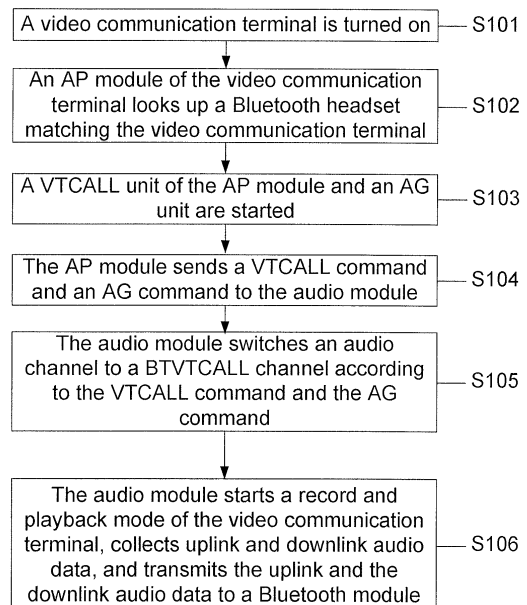 A video communication terminal is turned on S101
An AP module of the video communication
terminal looks up a Bluetooth headset
matching the video communication terminal
S102
A VTCALL unit of the AP module and an AG
unit are started
S103
The AP module sends a VTCALL command
and an AG command to the audio module
S104
The audio module switches an audio
channel to a BTVTCALL channel according
to the VTCALL command and the AG
command
S105
The audio module starts a record and
playback mode of the video communication
terminal, collects uplink and downlink audio
data, and transmits the uplink and the
downlink audio data to a Bluetooth module
S106